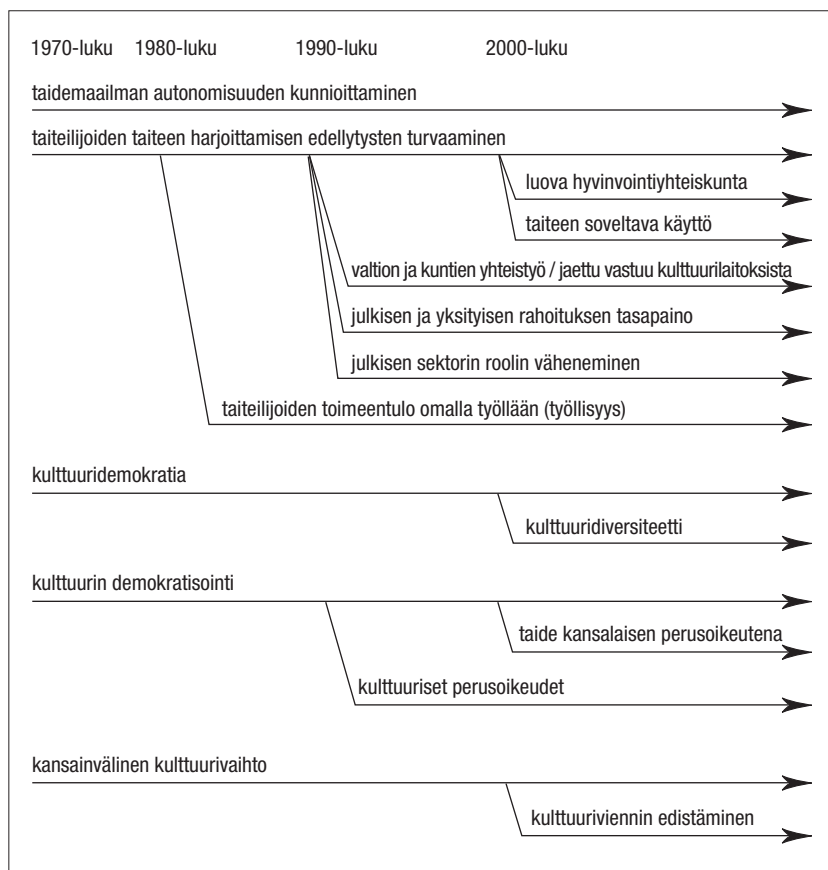 1970-luku 1980-luku 1990-luku 2000-luku
taidemaailman autonomisuuden kunnioittaminen
taiteilijoiden taiteen harjoittamisen edellytysten turvaaminen
luova hyvinvointiyhteiskunta
taiteen soveltava käyttö
valtion ja kuntien yhteistyö / jaettu vastuu kulttuurilaitoksista
julkisen ja yksityisen rahoituksen tasapaino
julkisen sektorin roolin väheneminen
taiteilijoiden toimeentulo omalla työllään (työllisyys)
kulttuuridemokratia
kulttuuridiversiteetti
kulttuurin demokratisointi
taide kansalaisen perusoikeutena
kulttuuriset perusoikeudet
kansainvälinen kulttuurivaihto
kulttuuriviennin edistäminen